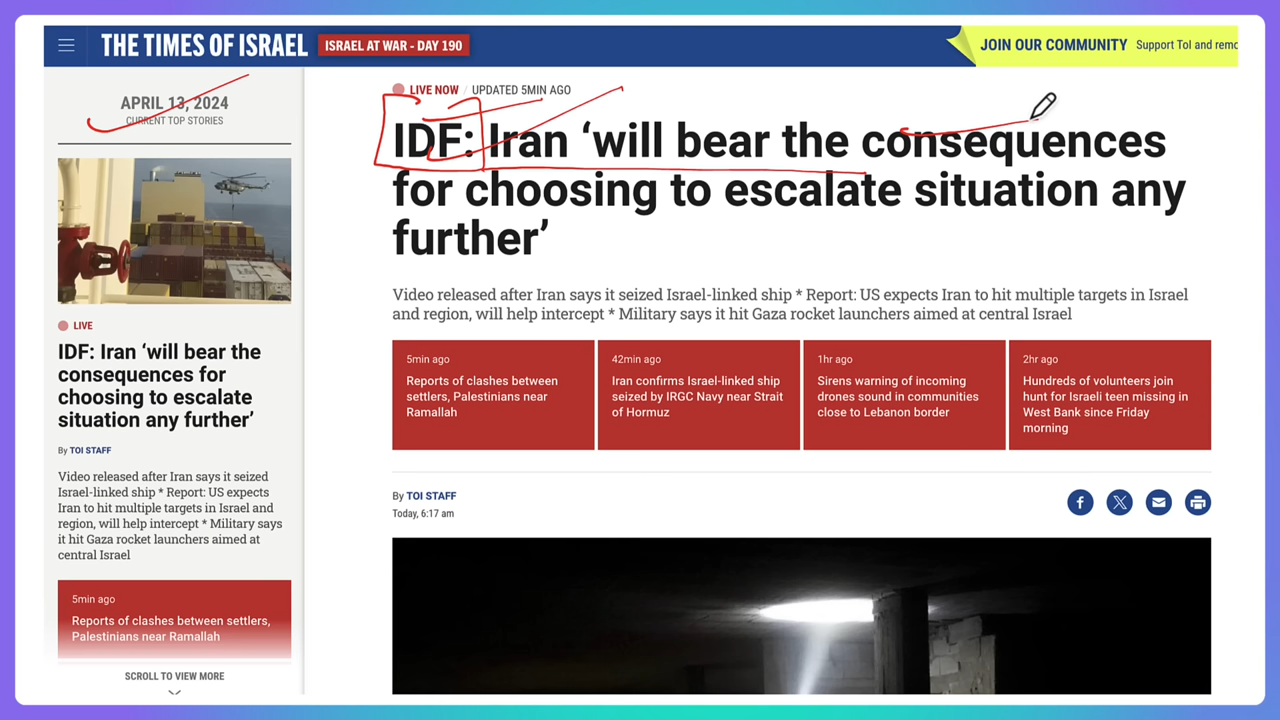 THE TIMES OF ISRAEL
ISRAEL AT WAR - DAY 190
JOIN OUR COMMUNITY Support ToI and remo
APRIL 13, 2024
CURRENT TOP STORIES
LIVE
IDF: Iran ‘will bear the
consequences for
choosing to escalate
situation any further’
By TOI STAFF
Video released after Iran says it seized
Israel-linked ship * Report: US expects
Iran to hit multiple targets in Israel and
region, will help intercept * Military says
it hit Gaza rocket launchers aimed at
central Israel
5min ago
Reports of clashes between settlers,
Palestinians near Ramallah
SCROLL TO VIEW MORE
LIVE NOW / UPDATED 5MIN AGO
IDF: Iran ‘will bear the consequences
for choosing to escalate situation any
further’
Video released after Iran says it seized Israel-linked ship * Report: US expects Iran to hit multiple targets in Israel
and region, will help intercept * Military says it hit Gaza rocket launchers aimed at central Israel
5min ago
Reports of clashes between
settlers, Palestinians near
Ramallah
42min ago
Iran confirms Israel-linked ship
seized by IRGC Navy near Strait
of Hormuz
1hr ago
Sirens warning of incoming
drones sound in communities
close to Lebanon border
2hr ago
Hundreds of volunteers join
hunt for Israeli teen missing in
West Bank since Friday
morning
By TOI STAFF
Today, 6:17 am